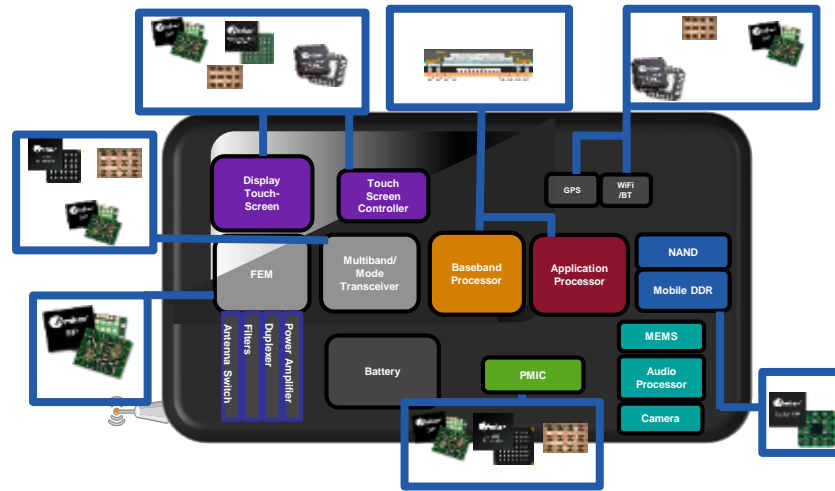 Display
Touch-
Screen
Touch
Screen
Controller
GPS
WiFi
/BT
FEM
Multiband/
Mode
Transceiver
Baseband
Processor
Application
Processor
NAND
Mobile DDR
Antenna Switch
Filters
Duplexer
Power Amplifier
Battery
PMIC
MEMS
Audio
Processor
Camera